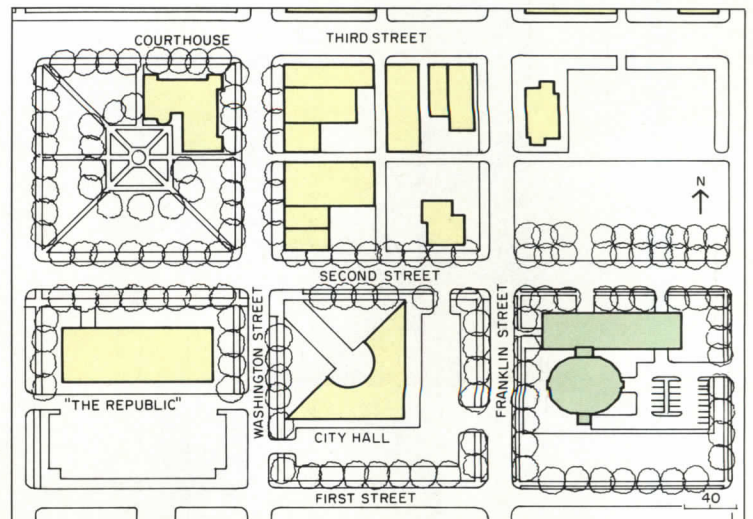 COURTHOUSE
THIRD STREET
N
SECOND STREET
WASHINGTON STREET
FRANKLIN STREET
"THE REPUBLIC"
CITY HALL
FIRST STREET
40